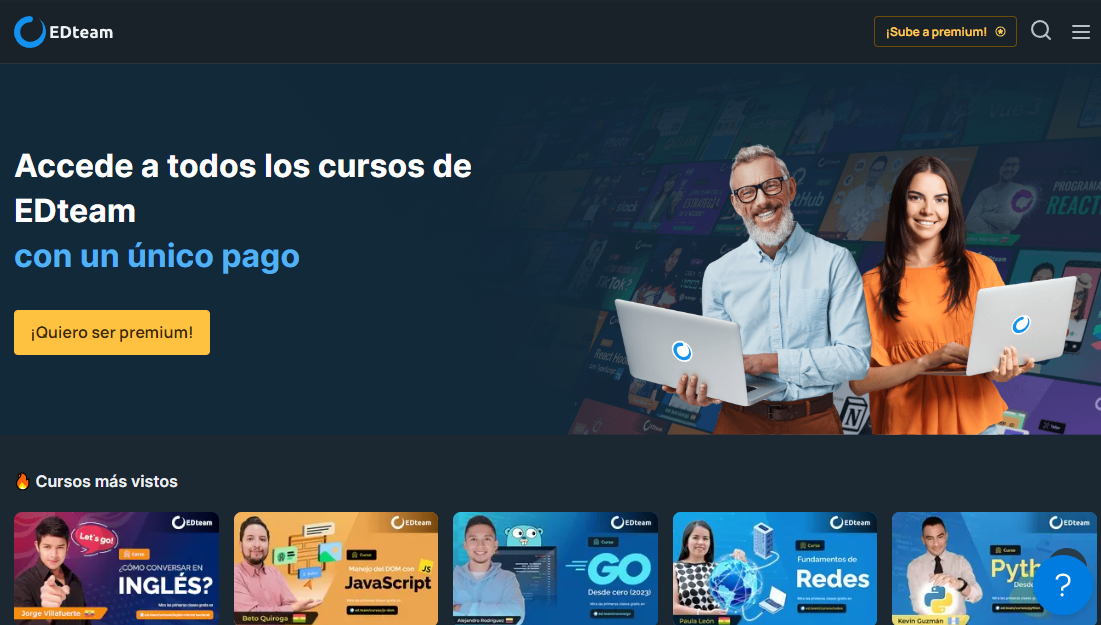 EDteam
¡Sube a premium!
Accede a todos los cursos de
EDteam
con un único pago
¡Quiero ser premium!
Cursos más vistos
EDteam
Let's go!
Curso
¿CÓMO CONVERSAR EN
INGLÉS?
Jorge Villafuerte
EDteam
Curso
Manejo del DOM con
JS
JavaScript
Beto Quiroga
EDteam
Curso
GO
Desde cero (2023)
Alejandro Rodríguez
EDteam
Curso
Fundamentos de
Redes
Paula León
EDteam
Curso
Kevin Guzmán
?